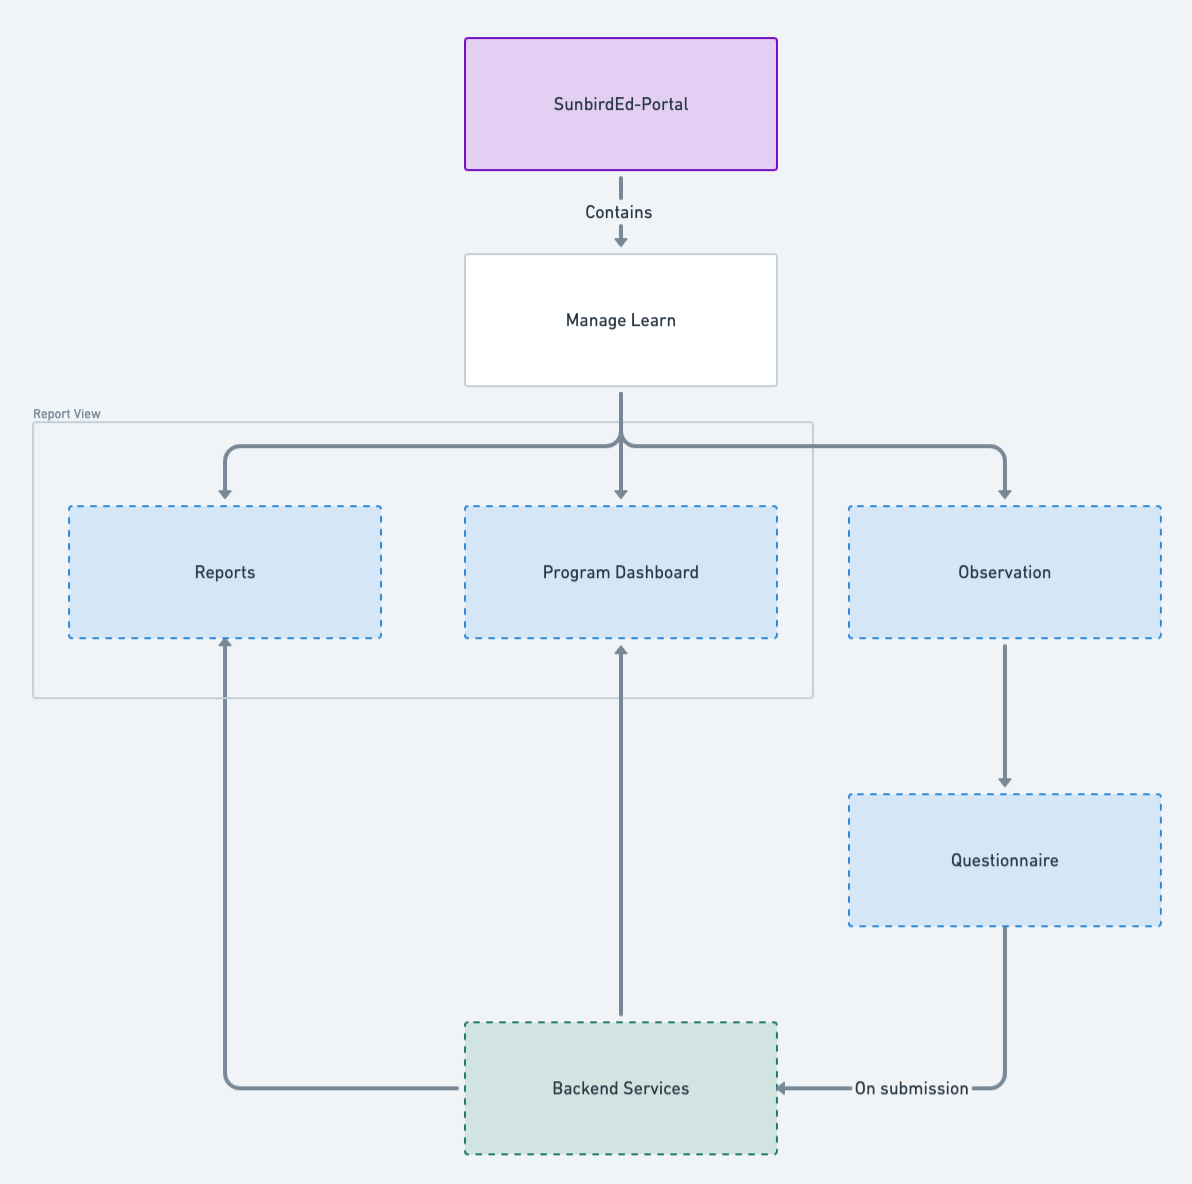 SunbirdEd-Portal
Contains
Manage Learn
Report View
Reports
Program Dashboard
Observation
Questionnaire
Backend Services
On submission